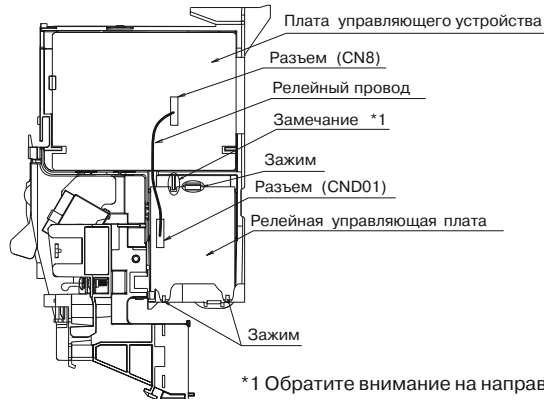 Плата управляющего устройства
Разъем (CN8)
Релейный провод
Замечание *1
Зажим
Разъем (CND01)
Релейная управляющая плата
Зажим
*1 Обратите внимание на направ